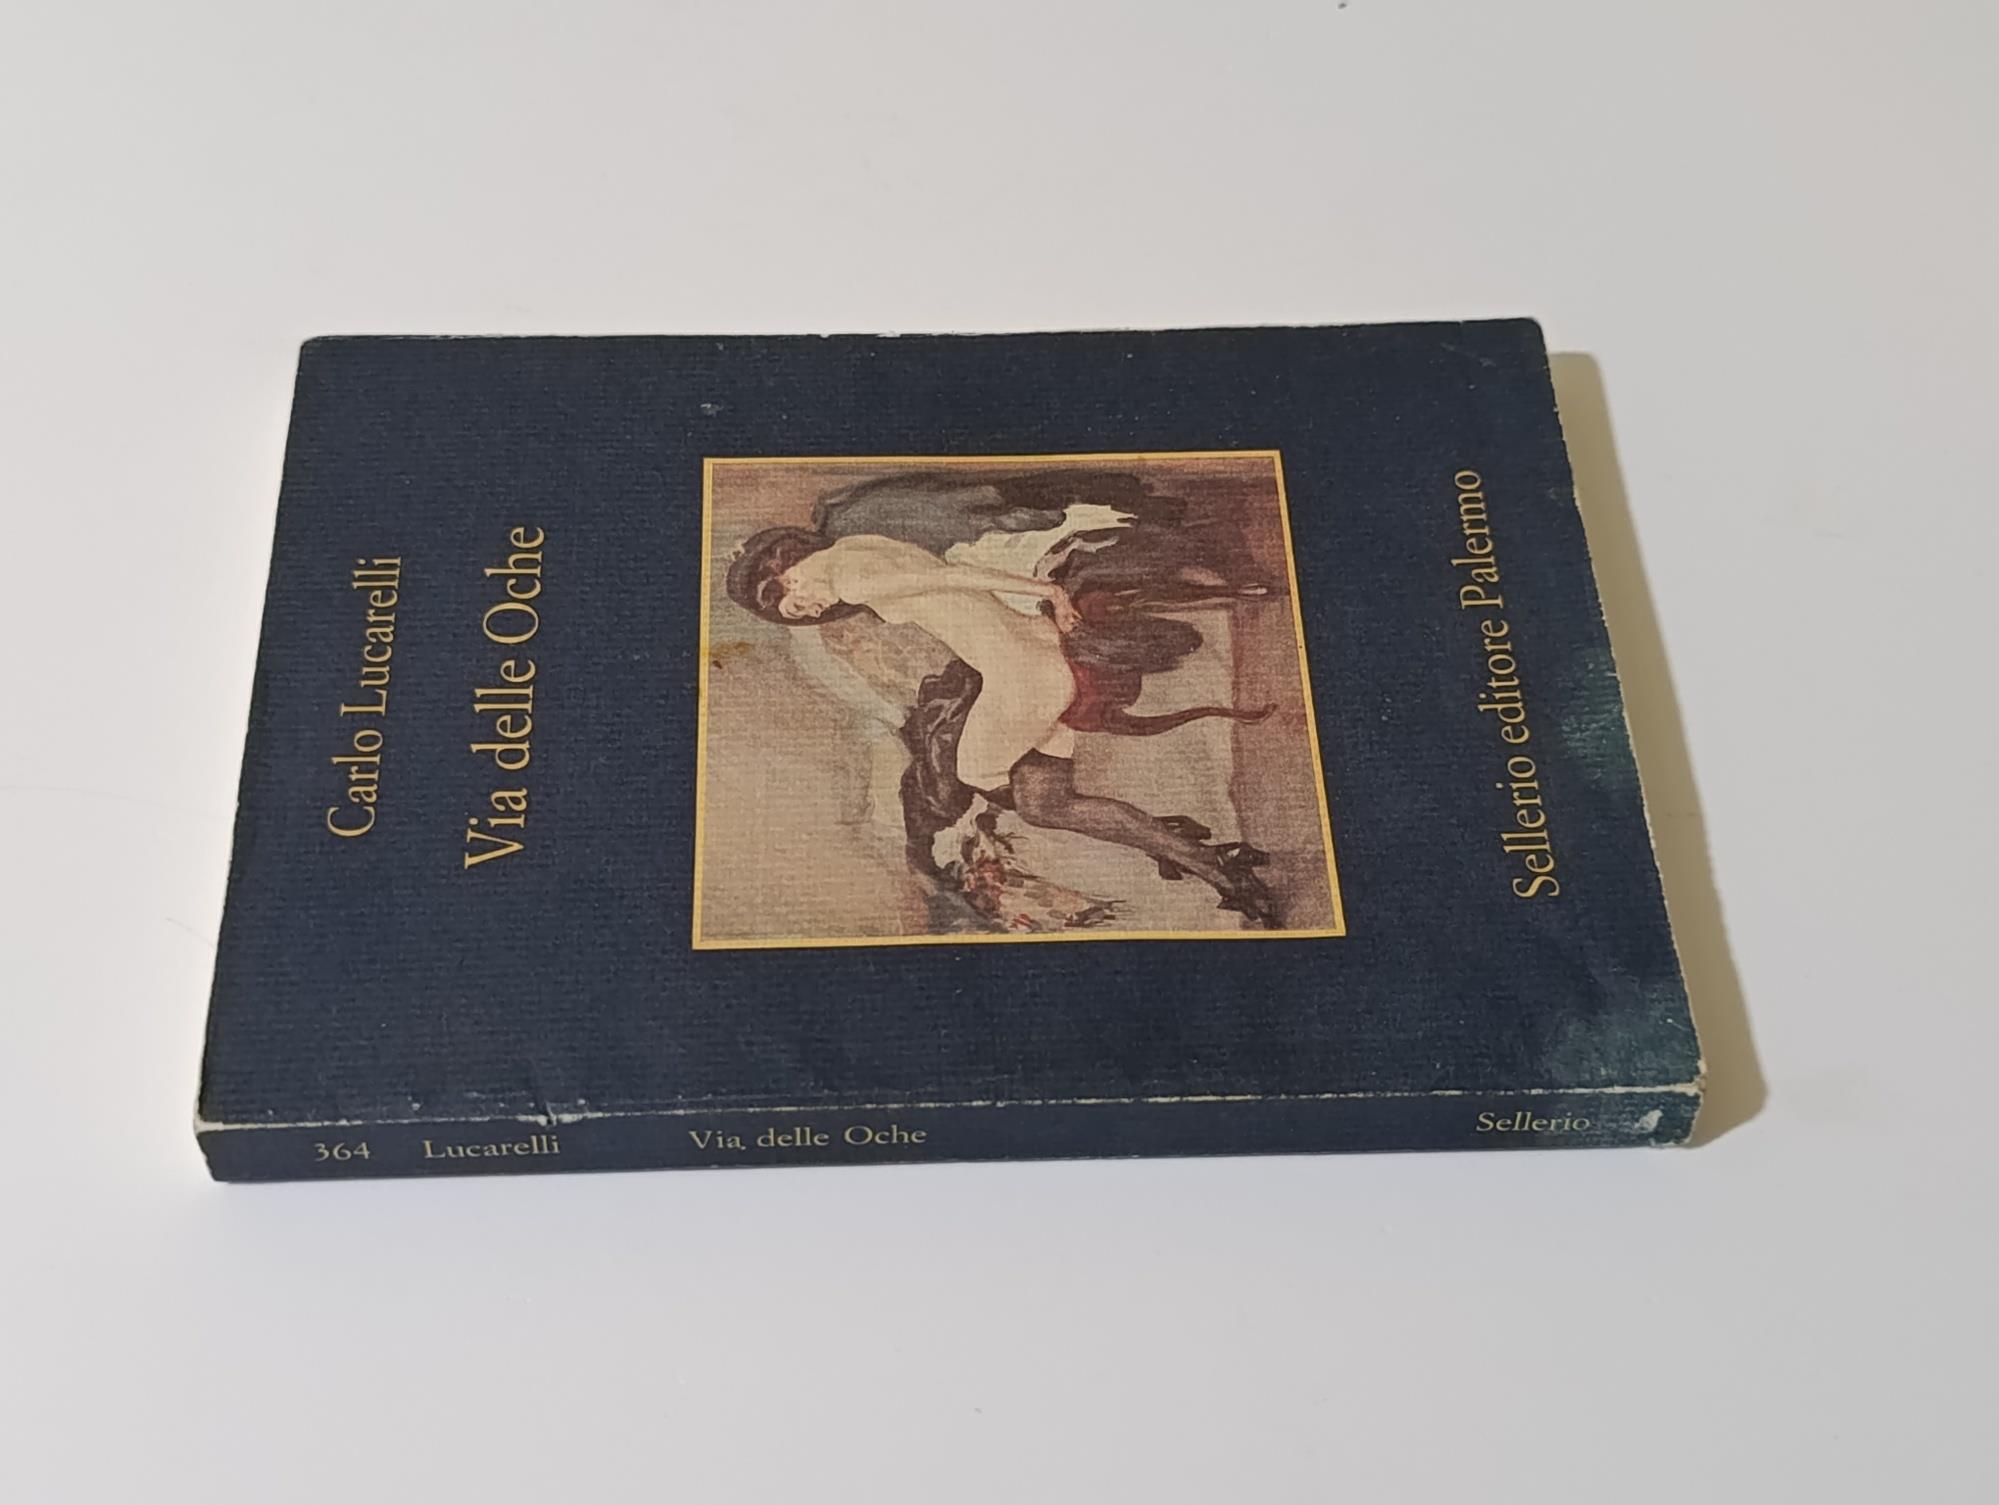 Carlo Lucarelli
Via delle Oche
Sellerio editore Palermo
364 Lucarelli Via delle Oche Sellerio